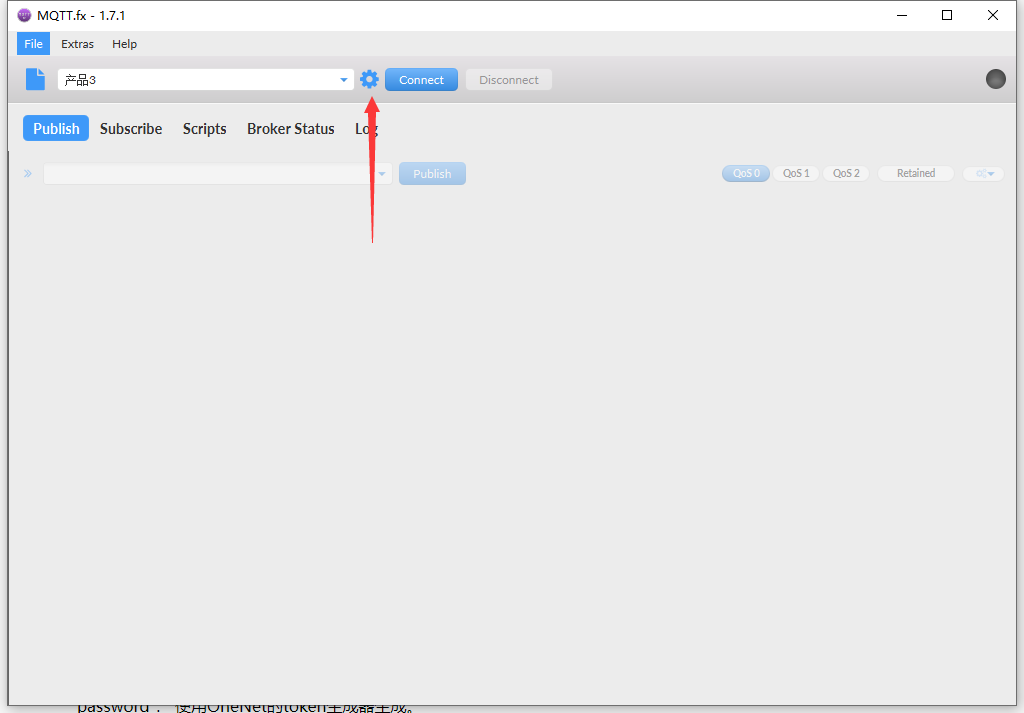 MQTT.fx - 1.7.1
File Extras Help
产品3 Connect Disconnect
Publish Subscribe Scripts Broker Status Log
Publish QoS 0 QoS 1 QoS 2 Retained
password : 使用OneNet的token生成器生成。